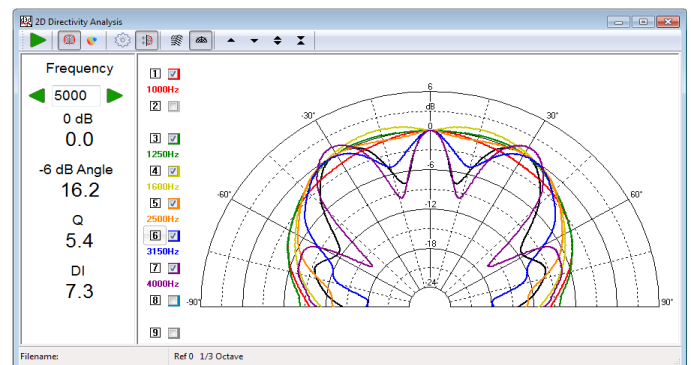 2D Directivity Analysis
Frequency
5000
0 dB
0.0
-6 dB Angle
16.2
Q
5.4
DI
7.3
1
1000Hz
2
3
1250Hz
4
1600Hz
5
2500Hz
6
3150Hz
7
4000Hz
8
9
6
dB
0
-6
-12
-18
-24
-30°
30°
-60°
60°
-90°
90°
Filename:
Ref 0 1/3 Octave